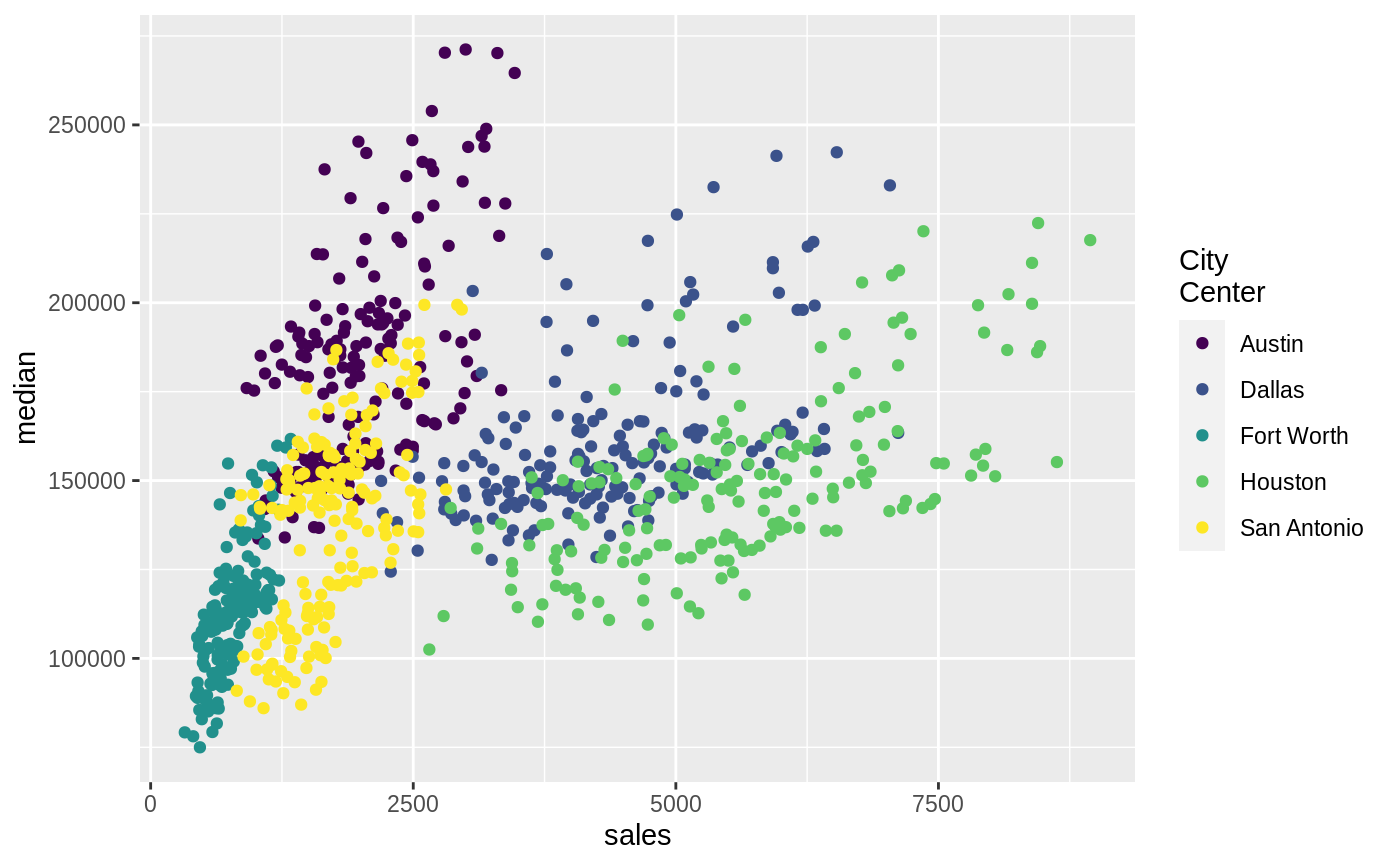 250000
200000
150000
100000
median
0
2500
5000
7500
sales
City
Center
Austin
Dallas
Fort Worth
Houston
San Antonio